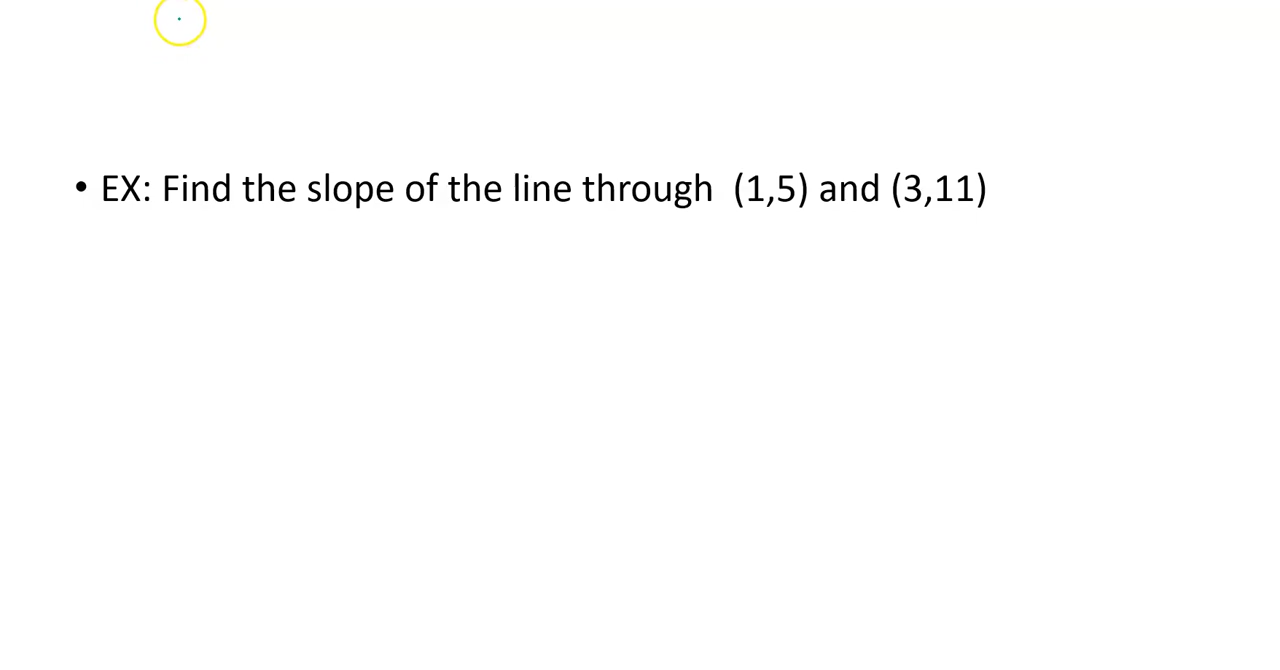 • EX: Find the slope of the line through  (1,5) and (3,11)